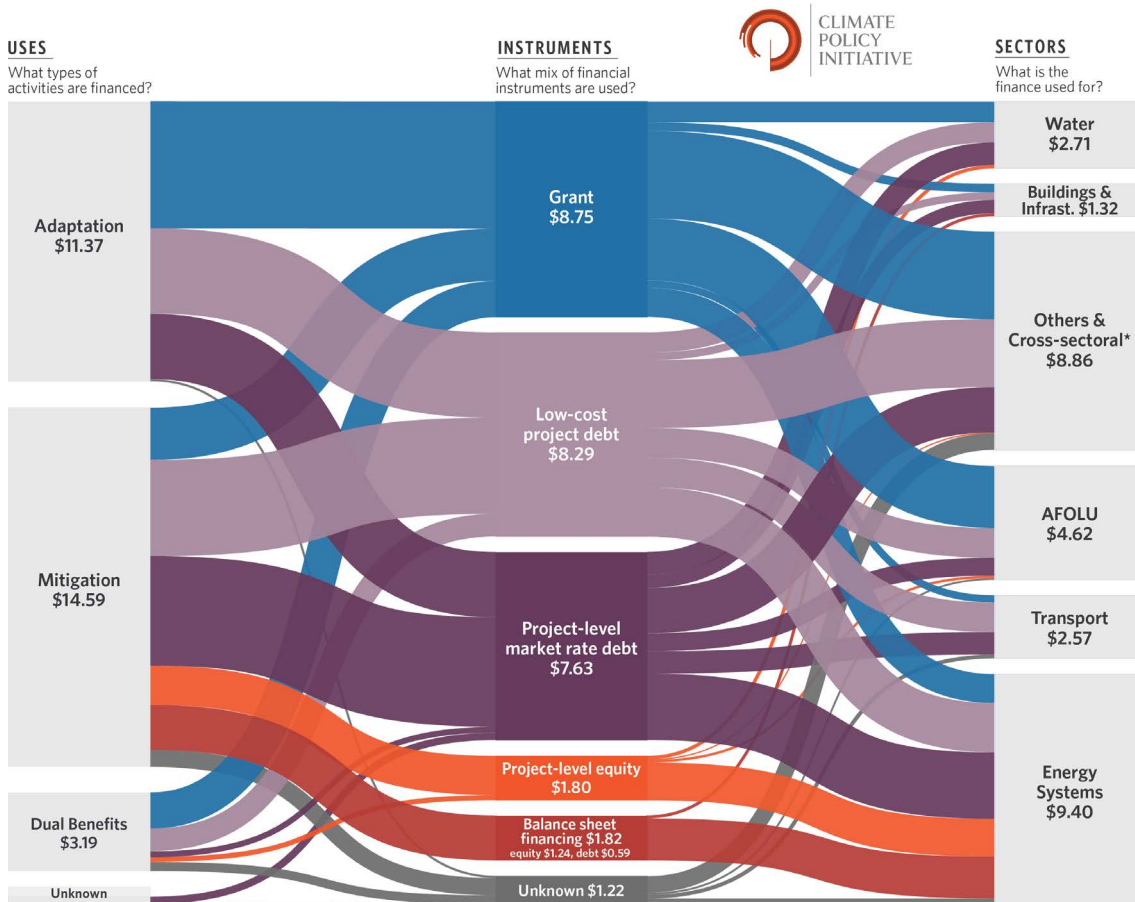 CLIMATE
POLICY
INITIATIVE
USES
What types of
activities are financed?
INSTRUMENTS
What mix of financial
instruments are used?
SECTORS
What is the
finance used for?
Adaptation
$11.37
Mitigation
$14.59
Dual Benefits
$3.19
Unknown
Grant
$8.75
Low-cost
project debt
$8.29
Project-level
market rate debt
$7.63
Project-level equity
$1.80
Balance sheet
financing $1.82
equity $1.24, debt $0.59
Unknown $1.22
Water
$2.71
Buildings &
Infrast. $1.32
Others &
Cross-sectoral*
$8.86
AFOLU
$4.62
Transport
$2.57
Energy
Systems
$9.40